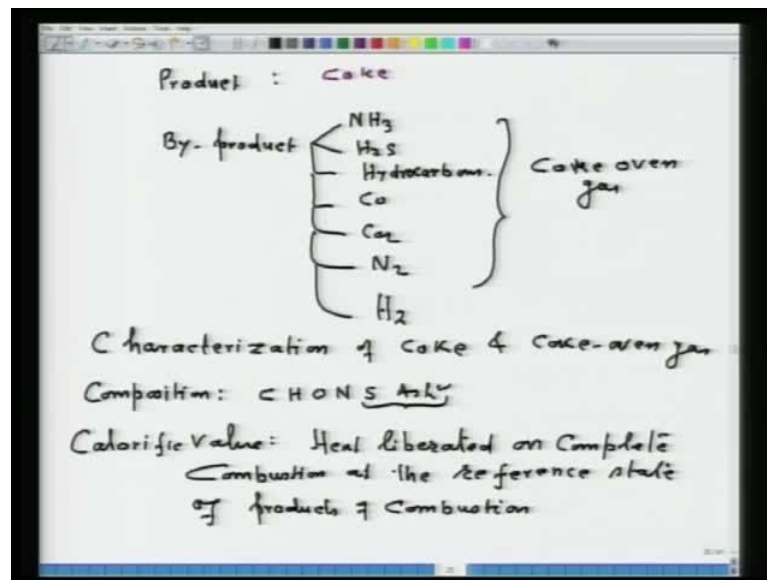 Product : Coke
NH3
By-product
H2S
Hydrocarbon.
Co
Co2
N2
H2
Coke oven
gas
Characterization of Coke & Coke-oven gas
Composition: C H O N S Ash
Calorific Value: Heat liberated on Complete
Combustion at the reference state
of products of Combustion